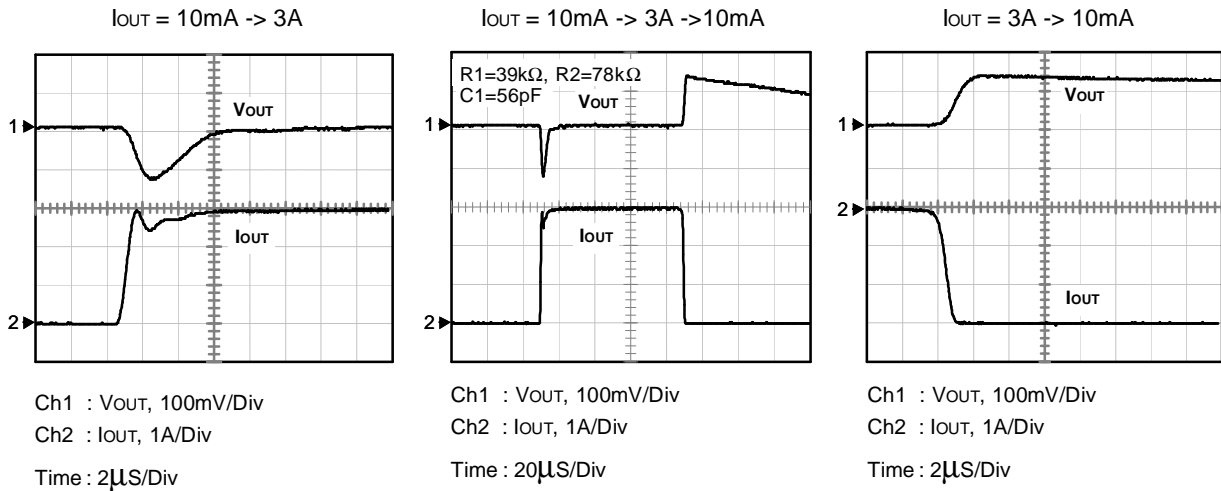 IOUT = 10mA -> 3A
1
VOUT
IOUT
2
Ch1 : VOUT, 100mV/Div
Ch2 : IOUT, 1A/Div
Time : 2μS/Div
IOUT = 10mA -> 3A ->10mA
R1=39kΩ, R2=78kΩ
C1=56pF
VOUT
1
IOUT
2
Ch1 : VOUT, 100mV/Div
Ch2 : IOUT, 1A/Div
Time : 20μS/Div
IOUT = 3A -> 10mA
VOUT
1
2
IOUT
Ch1 : VOUT, 100mV/Div
Ch2 : IOUT, 1A/Div
Time : 2μS/Div